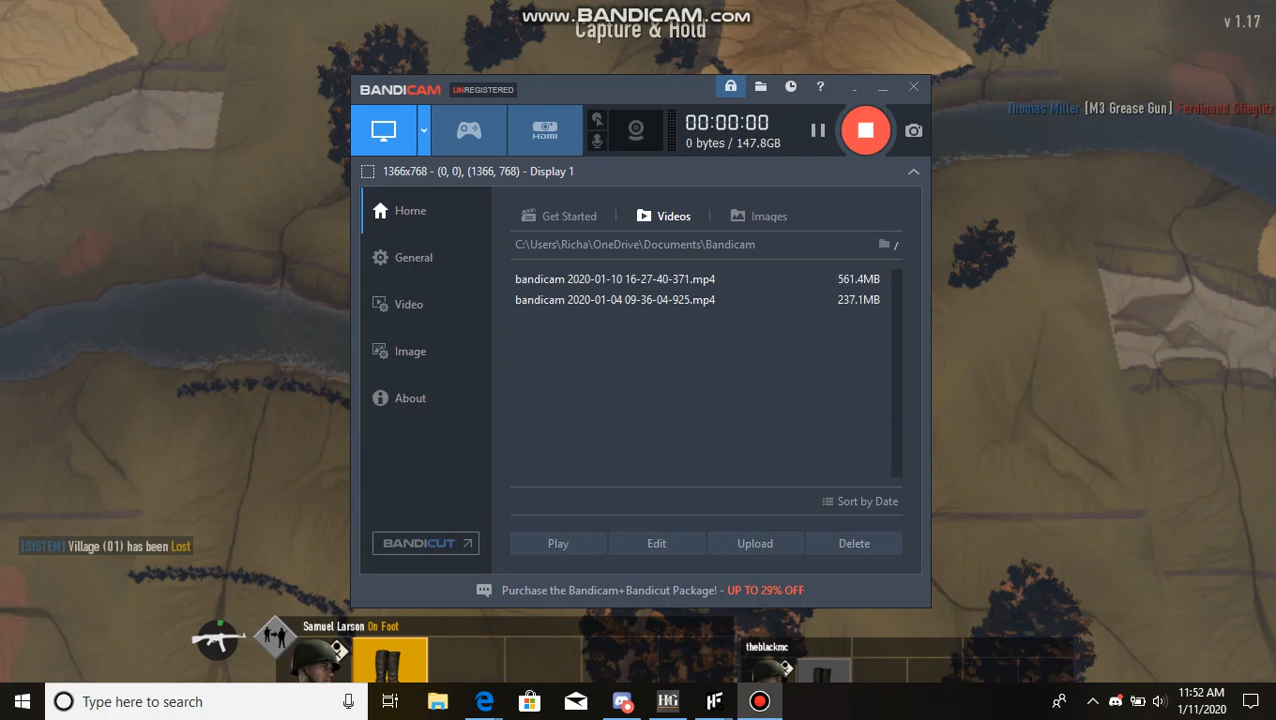 www.BANDICAM.com
Capture & Hold
v 1.17
Thomas Miller [M3 Grease Gun] Ferdinand Stieglitz
BANDICAM UNREGISTERED
?
HDMI
00:00:00
0 bytes / 147.8GB
1366x768 - (0, 0), (1366, 768) - Display 1
Home
General
Video
Image
About
BANDICUT
Get Started
Videos
Images
C:\Users\Richa\OneDrive\Documents\Bandicam
/
bandicam 2020-01-10 16-27-40-371.mp4 561.4MB
bandicam 2020-01-04 09-36-04-925.mp4 237.1MB
Sort by Date
Play Edit Upload Delete
Purchase the Bandicam+Bandicut Package! - UP TO 29% OFF
[SYSTEM] Village (01) has been Lost
Samuel Larson On Foot
theblackmc
Type here to search
H&G
11:52 AM
1/11/2020